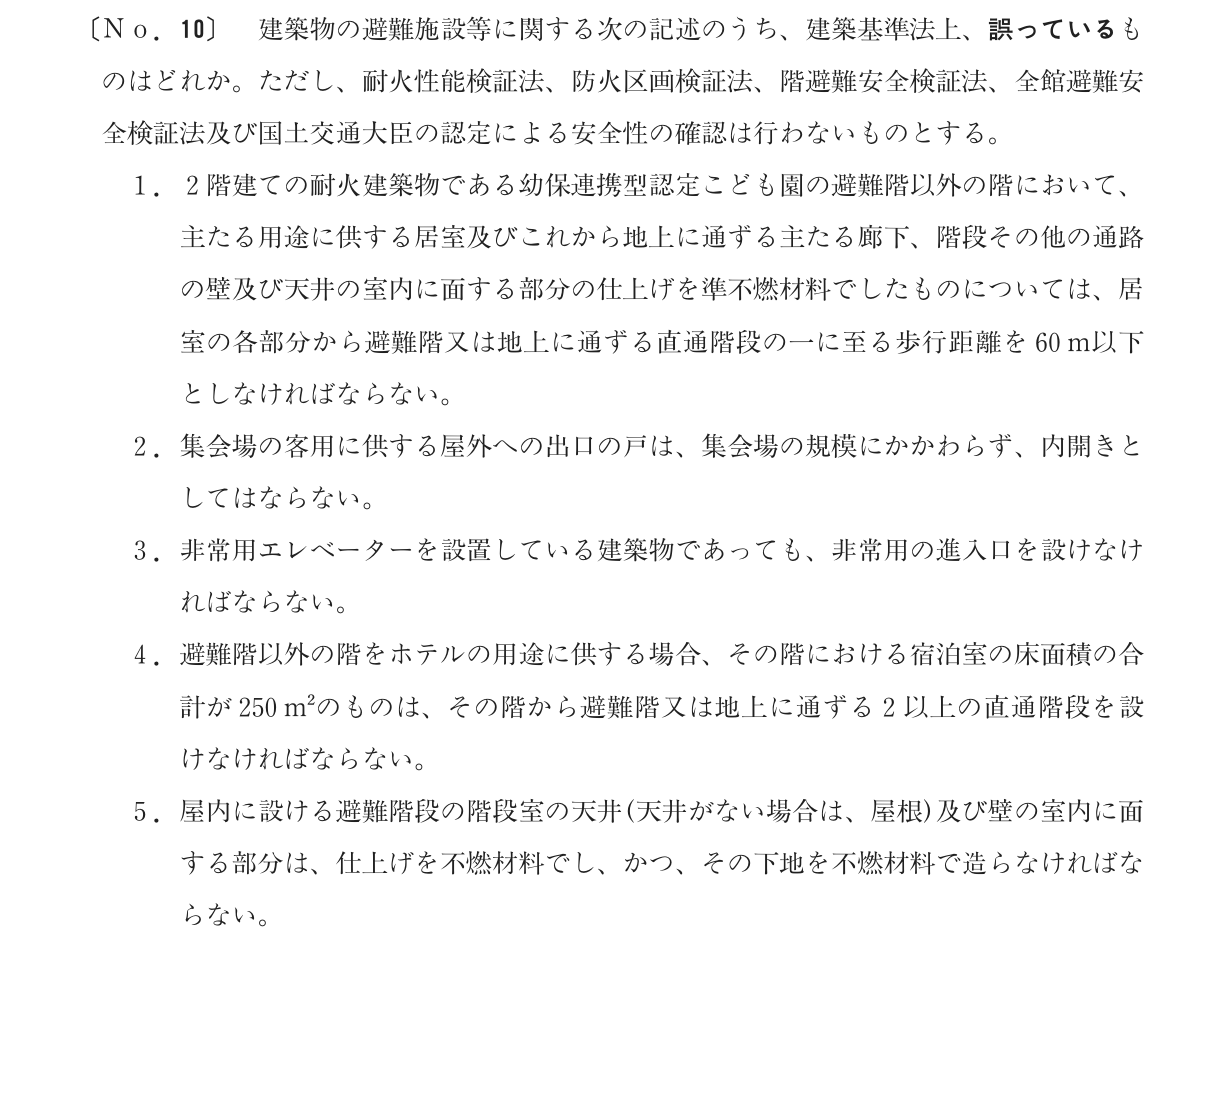 〔Ｎｏ．10〕　建築物の避難施設等に関する次の記述のうち、建築基準法上、誤っているも
のはどれか。ただし、耐火性能検証法、防火区画検証法、階避難安全検証法、全館避難安
全検証法及び国土交通大臣の認定による安全性の確認は行わないものとする。
１．２階建ての耐火建築物である幼保連携型認定こども園の避難階以外の階において、
主たる用途に供する居室及びこれから地上に通ずる主たる廊下、階段その他の通路
の壁及び天井の室内に面する部分の仕上げを準不燃材料でしたものについては、居
室の各部分から避難階又は地上に通ずる直通階段の一に至る歩行距離を 60 m以下
としなければならない。
２．集会場の客用に供する屋外への出口の戸は、集会場の規模にかかわらず、内開きと
してはならない。
３．非常用エレベーターを設置している建築物であっても、非常用の進入口を設けなけ
ればならない。
４．避難階以外の階をホテルの用途に供する場合、その階における宿泊室の床面積の合
計が 250 m²のものは、その階から避難階又は地上に通ずる 2 以上の直通階段を設
けなければならない。
５．屋内に設ける避難階段の階段室の天井(天井がない場合は、屋根)及び壁の室内に面
する部分は、仕上げを不燃材料でし、かつ、その下地を不燃材料で造らなければな
らない。